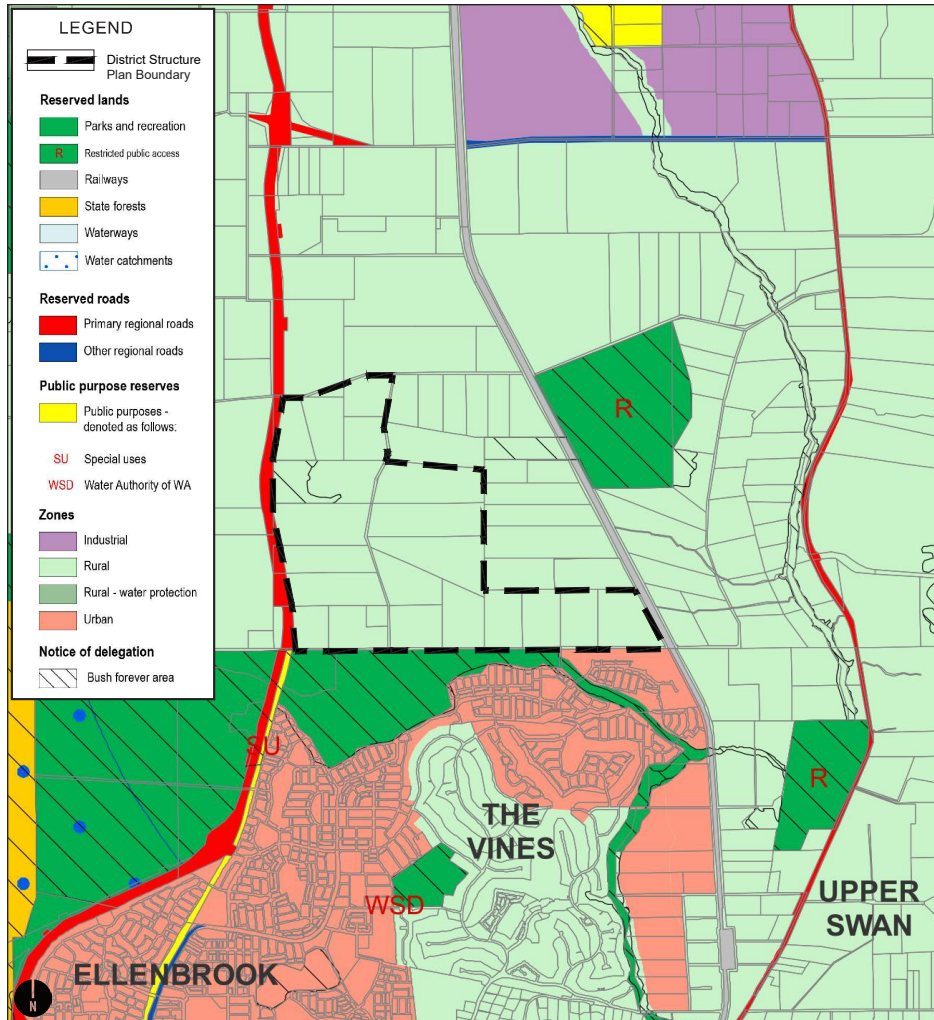 LEGEND
District Structure
Plan Boundary
Reserved lands
Parks and recreation
R
Restricted public access
Railways
State forests
Waterways
Water catchments
Reserved roads
Primary regional roads
Other regional roads
Public purpose reserves
Public purposes -
denoted as follows:
SU
Special uses
WSD
Water Authority of WA
Zones
Industrial
Rural
Rural - water protection
Urban
Notice of delegation
Bush forever area
R
SU
R
THE
VINES
WSD
UPPER
SWAN
ELLENBROOK
N